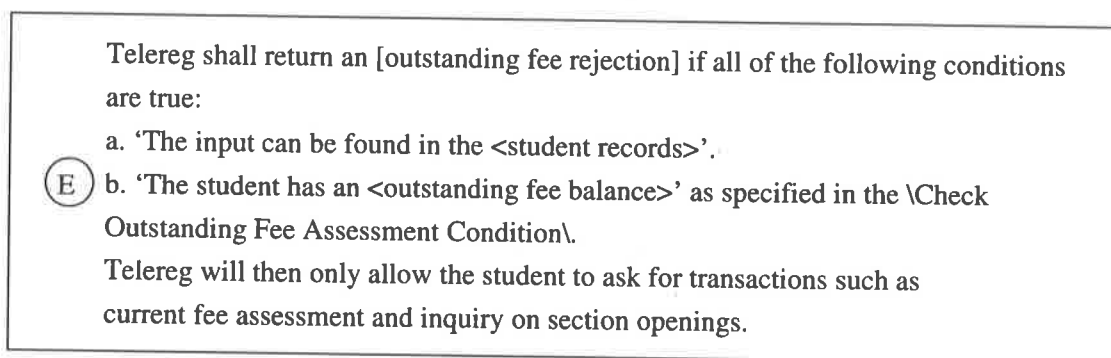 Telereg shall return an [outstanding fee rejection] if all of the following conditions
are true:
a. ‘The input can be found in the <student records>’.
E b. ‘The student has an <outstanding fee balance>’ as specified in the \Check
Outstanding Fee Assessment Condition\.
Telereg will then only allow the student to ask for transactions such as
current fee assessment and inquiry on section openings.